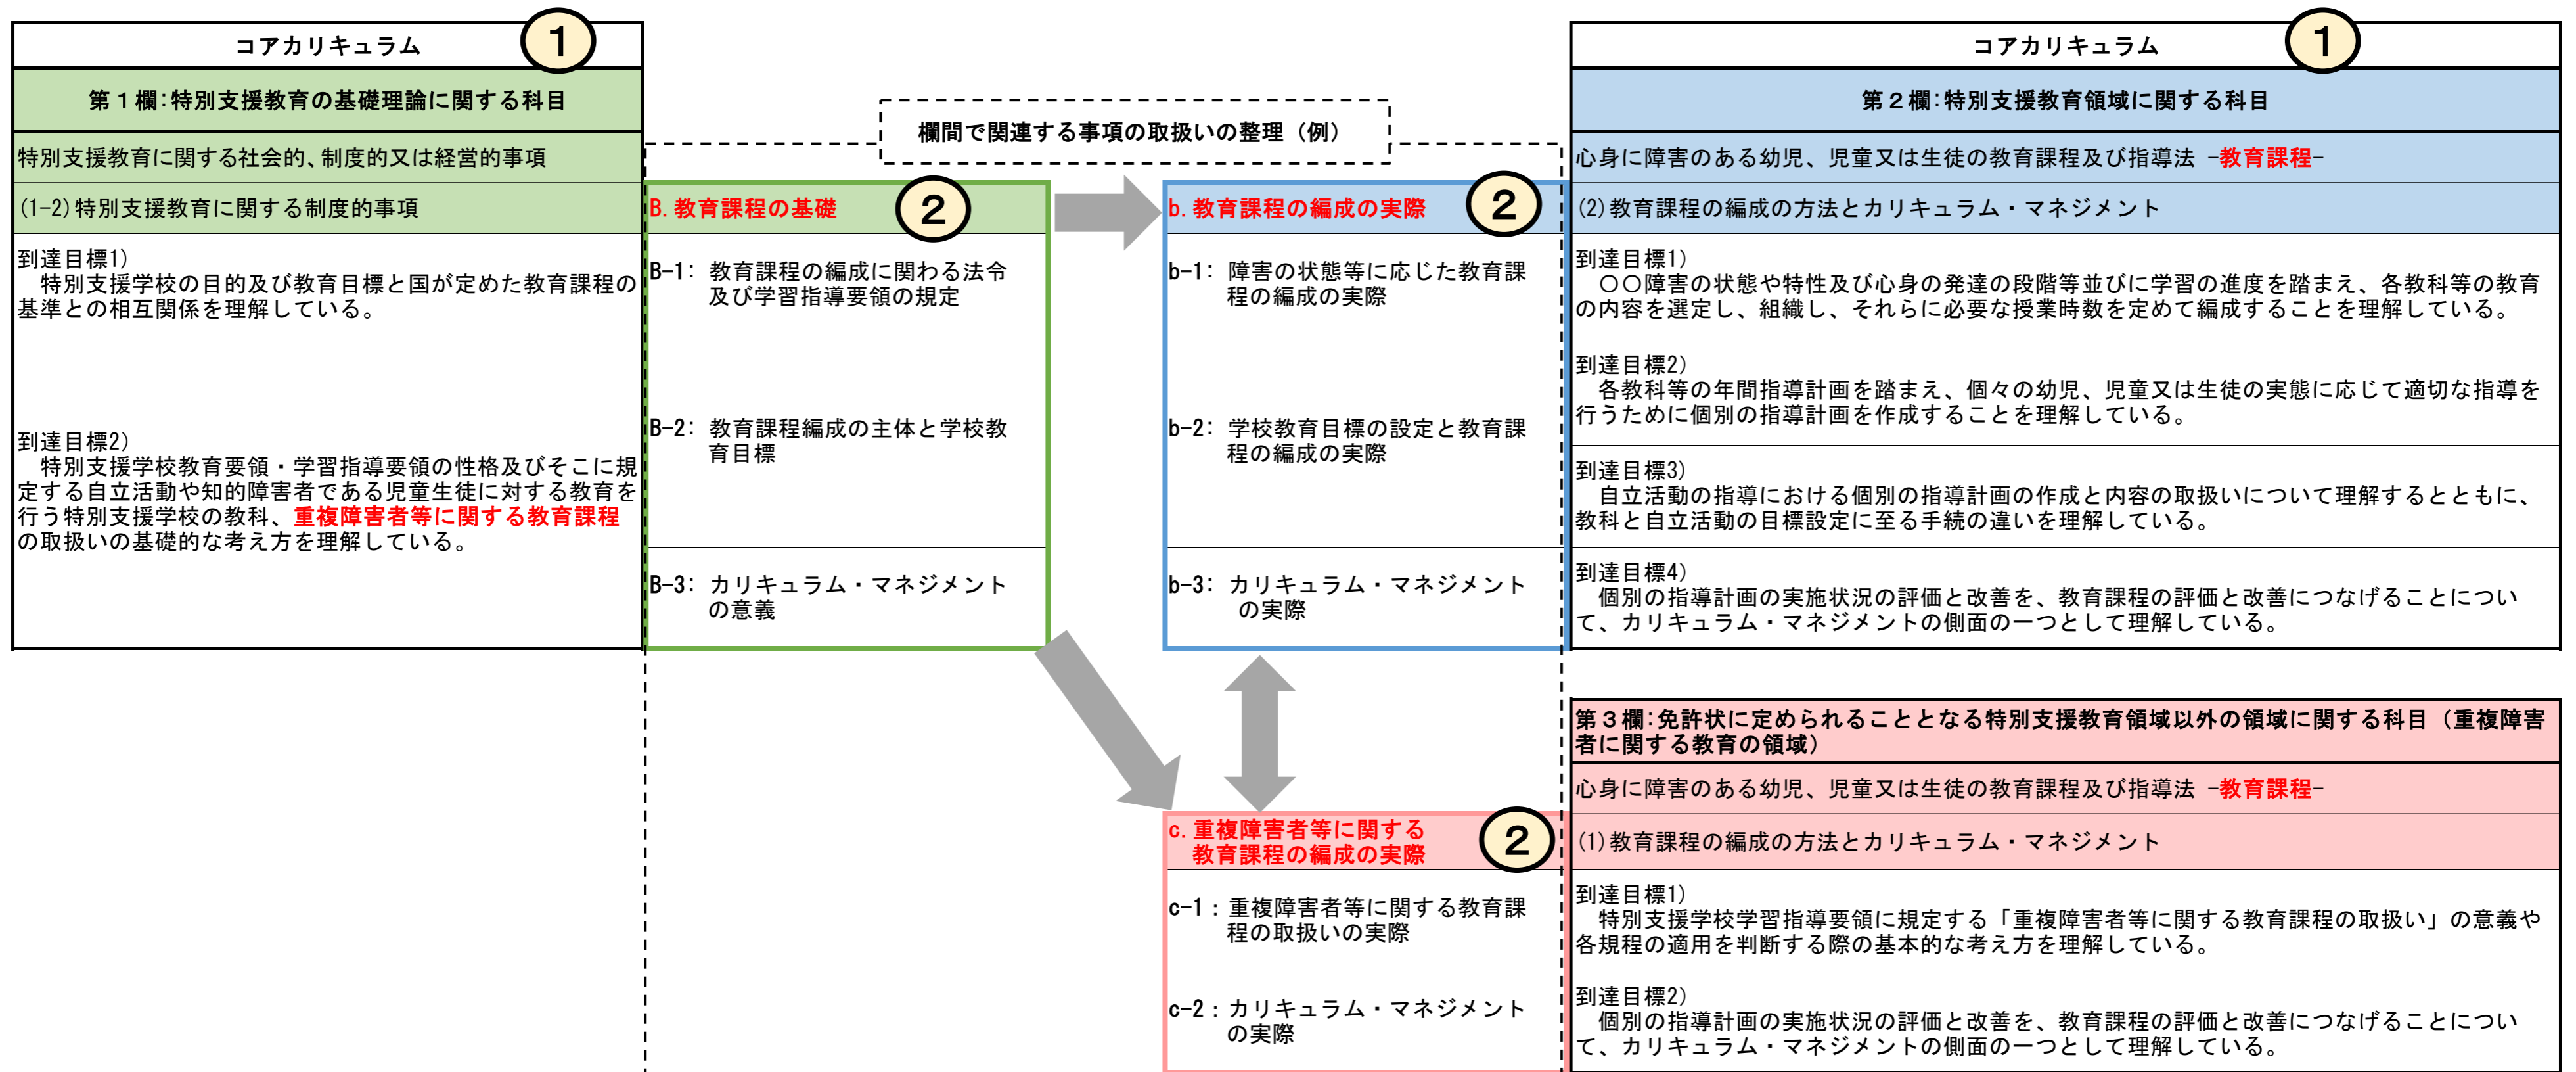 コアカリキュラム
1
第1欄:特別支援教育の基礎理論に関する科目
特別支援教育に関する社会的、制度的又は経営的事項
(1-2)特別支援教育に関する制度的事項
到達目標1)
特別支援学校の目的及び教育目標と国が定めた教育課程の
基準との相互関係を理解している。
到達目標2)
特別支援学校教育要領・学習指導要領の性格及びそこに規
定する自立活動や知的障害者である児童生徒に対する教育を
行う特別支援学校の教科、重複障害者等に関する教育課程
の取扱いの基礎的な考え方を理解している。
欄間で関連する事項の取扱いの整理（例）
B.教育課程の基礎
2
B-1: 教育課程の編成に関わる法令
及び学習指導要領の規定
B-2: 教育課程編成の主体と学校教
育目標
B-3: カリキュラム・マネジメント
の意義
b.教育課程の編成の実際
2
b-1: 障害の状態等に応じた教育課
程の編成の実際
b-2: 学校教育目標の設定と教育課
程の編成の実際
b-3: カリキュラム・マネジメント
の実際
コアカリキュラム
1
第2欄:特別支援教育領域に関する科目
心身に障害のある幼児、児童又は生徒の教育課程及び指導法 -教育課程-
(2)教育課程の編成の方法とカリキュラム・マネジメント
到達目標1)
〇〇障害の状態や特性及び心身の発達の段階等並びに学習の進度を踏まえ、各教科等の教育
の内容を選定し、組織し、それらに必要な授業時数を定めて編成することを理解している。
到達目標2)
各教科等の年間指導計画を踏まえ、個々の幼児、児童又は生徒の実態に応じて適切な指導を
行うために個別の指導計画を作成することを理解している。
到達目標3)
自立活動の指導における個別の指導計画の作成と内容の取扱いについて理解するとともに、
教科と自立活動の目標設定に至る手続の違いを理解している。
到達目標4)
個別の指導計画の実施状況の評価と改善を、教育課程の評価と改善につなげることについ
て、カリキュラム・マネジメントの側面の一つとして理解している。
c.重複障害者等に関する
教育課程の編成の実際
2
c-1：重複障害者等に関する教育課
程の取扱いの実際
c-2：カリキュラム・マネジメント
の実際
第3欄:免許状に定められることとなる特別支援教育領域以外の領域に関する科目（重複障害
者に関する教育の領域）
心身に障害のある幼児、児童又は生徒の教育課程及び指導法 -教育課程-
(1)教育課程の編成の方法とカリキュラム・マネジメント
到達目標1)
特別支援学校学習指導要領に規定する「重複障害者等に関する教育課程の取扱い」の意義や
各規程の適用を判断する際の基本的な考え方を理解している。
到達目標2)
個別の指導計画の実施状況の評価と改善を、教育課程の評価と改善につなげることについ
て、カリキュラム・マネジメントの側面の一つとして理解している。